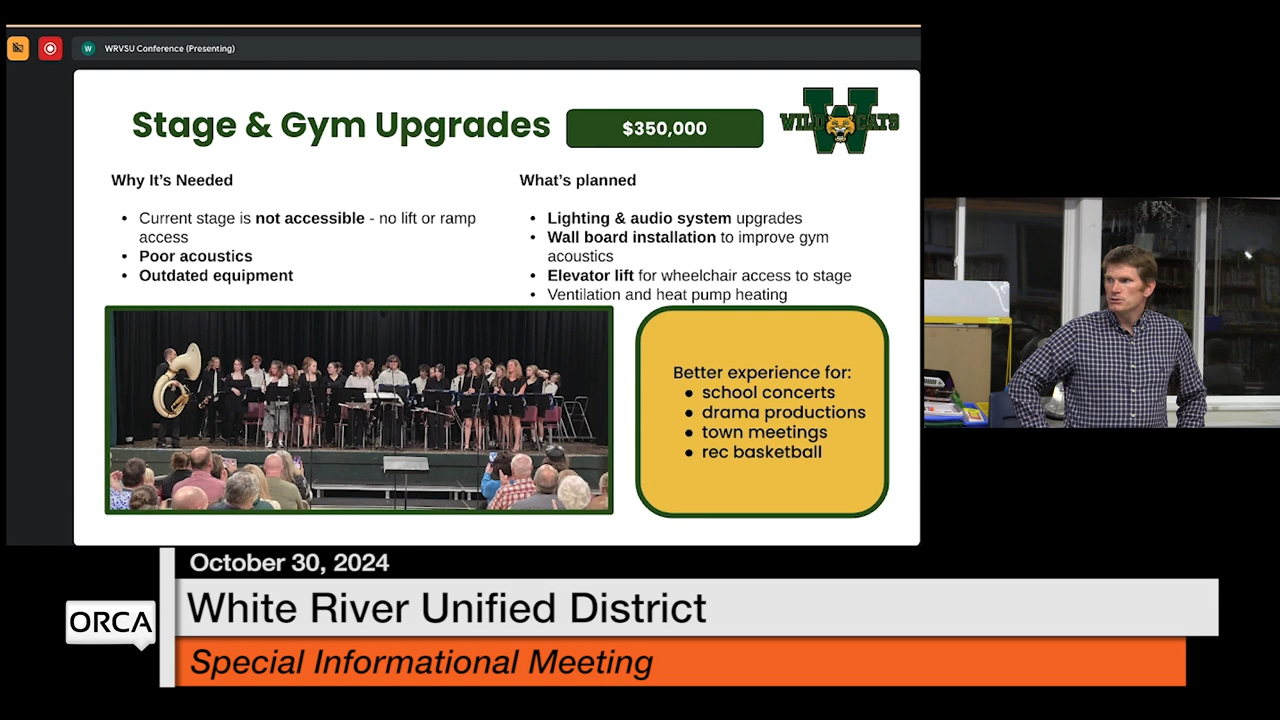 W WRVSU Conference (Presenting)
Stage & Gym Upgrades
$350,000
W
WILDCATS
Why It's Needed
• Current stage is not accessible - no lift or ramp
access
• Poor acoustics
• Outdated equipment
What's planned
• Lighting & audio system upgrades
• Wall board installation to improve gym
acoustics
• Elevator lift for wheelchair access to stage
• Ventilation and heat pump heating
Better experience for:
● school concerts
● drama productions
● town meetings
● rec basketball
October 30, 2024
ORCA
White River Unified District
Special Informational Meeting